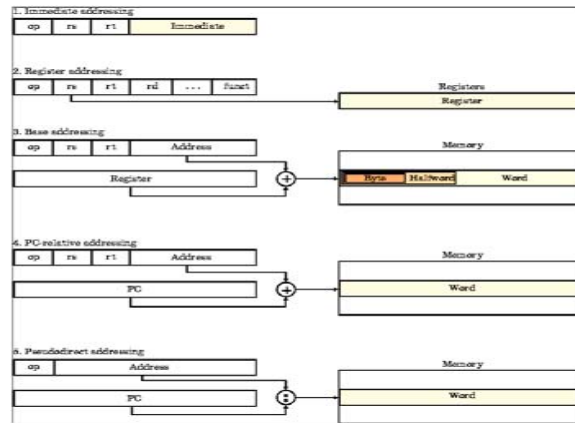 1. Immediate addressing
op rs rt Immediate
2. Register addressing
op rs rt rd ... funct
Registers
Register
3. Base addressing
op rs rt Address
Memory
Register
+
Byte Halfword Word
4. PC-relative addressing
op rs rt Address
Memory
PC
+
Word
5. Pseudodirect addressing
op Address
Memory
PC
:
Word